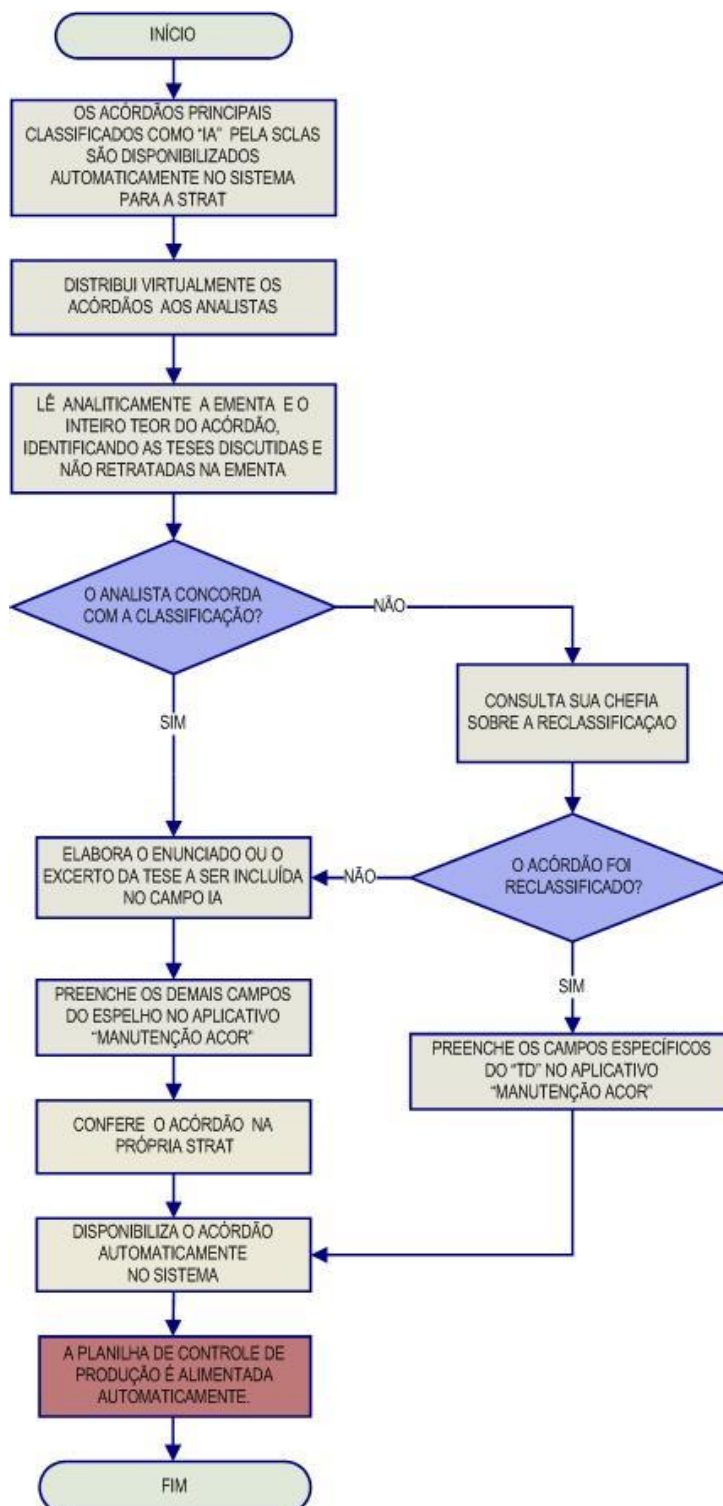 INÍCIO
OS ACÓRDÃOS PRINCIPAIS
CLASSIFICADOS COMO “IA” PELA SCLAS
SÃO DISPONIBILIZADOS
AUTOMATICAMENTE NO SISTEMA
PARA A STRAT
DISTRIBUI VIRTUALMENTE OS
ACÓRDÃOS AOS ANALISTAS
LÊ ANALITICAMENTE A EMENTA E O
INTEIRO TEOR DO ACÓRDÃO,
IDENTIFICANDO AS TESES DISCUTIDAS E
NÃO RETRATADAS NA EMENTA
O ANALISTA CONCORDA
COM A CLASSIFICAÇÃO?
NÃO
SIM
CONSULTA SUA CHEFIA
SOBRE A RECLASSIFICAÇAO
O ACÓRDÃO FOI
RECLASSIFICADO?
NÃO
SIM
ELABORA O ENUNCIADO OU O
EXCERTO DA TESE A SER INCLUÍDA
NO CAMPO IA
PREENCHE OS DEMAIS CAMPOS
DO ESPELHO NO APLICATIVO
“MANUTENÇÃO ACOR”
PREENCHE OS CAMPOS ESPECÍFICOS
DO “TD” NO APLICATIVO
“MANUTENÇÃO ACOR”
CONFERE O ACÓRDÃO NA
PRÓPRIA STRAT
DISPONIBILIZA O ACÓRDÃO
AUTOMATICAMENTE
NO SISTEMA
A PLANILHA DE CONTROLE DE
PRODUÇÃO É ALIMENTADA
AUTOMATICAMENTE.
FIM